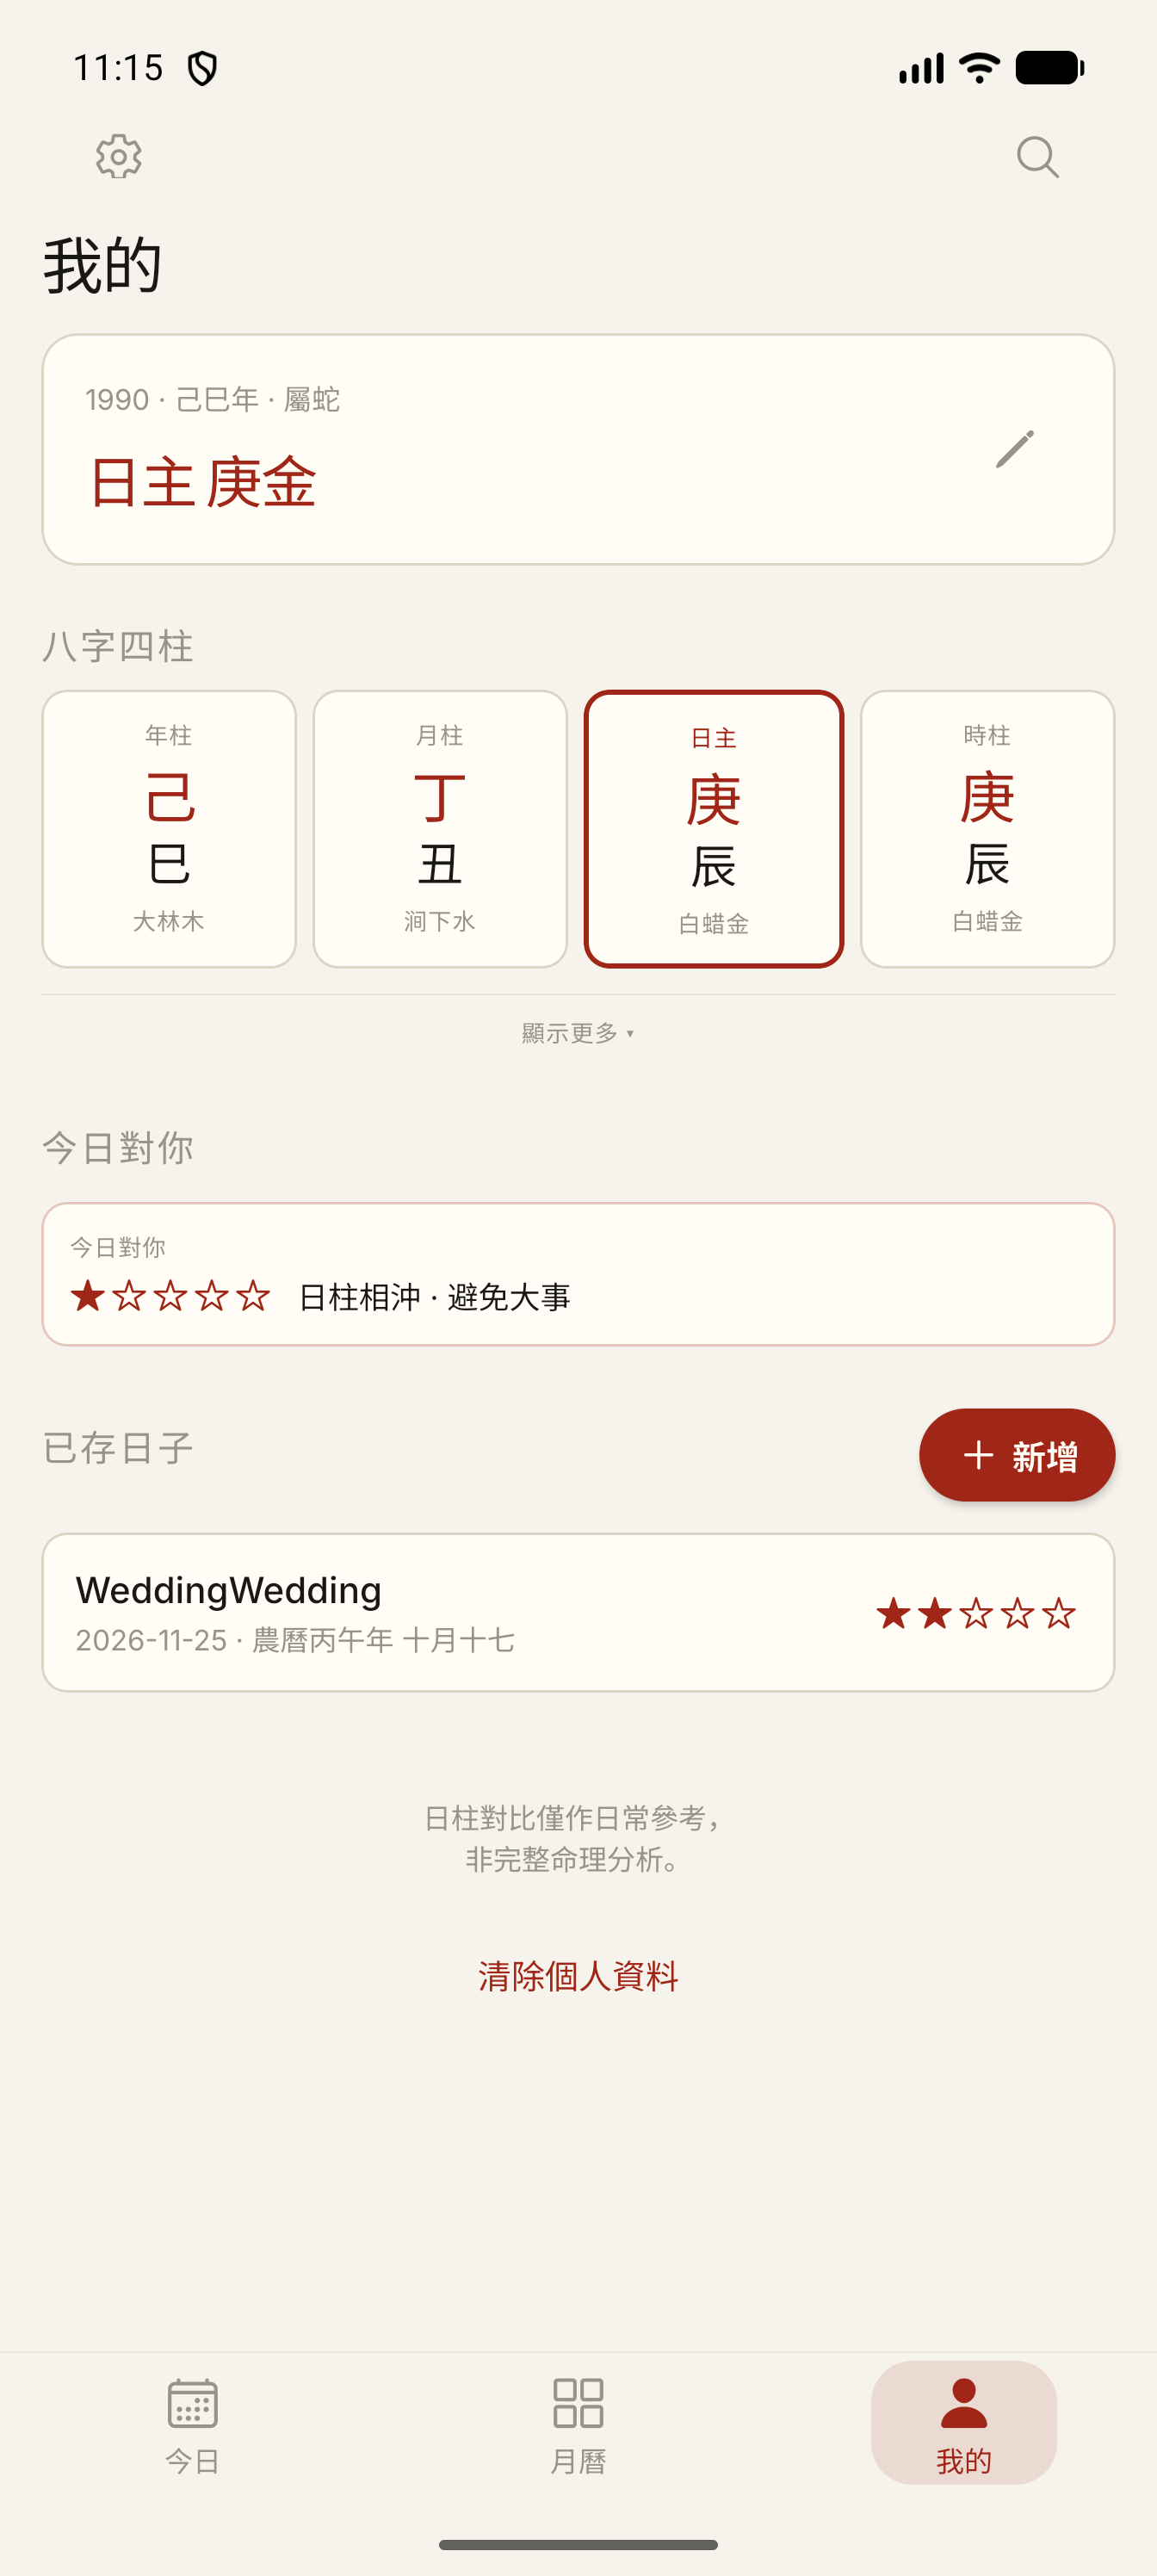 11:15
我的
1990 · 己巳年 · 屬蛇
日主 庚金
八字四柱
年柱
己
巳
大林木
月柱
丁
丑
涧下水
日主
庚
辰
白蜡金
時柱
庚
辰
白蜡金
顯示更多 ▾
今日對你
今日對你
★☆☆☆☆ 日柱相沖 · 避免大事
已存日子
+ 新增
WeddingWedding
2026-11-25 · 農曆丙午年 十月十七
★★☆☆☆
日柱對比僅作日常參考，
非完整命理分析。
清除個人資料
今日
月曆
我的